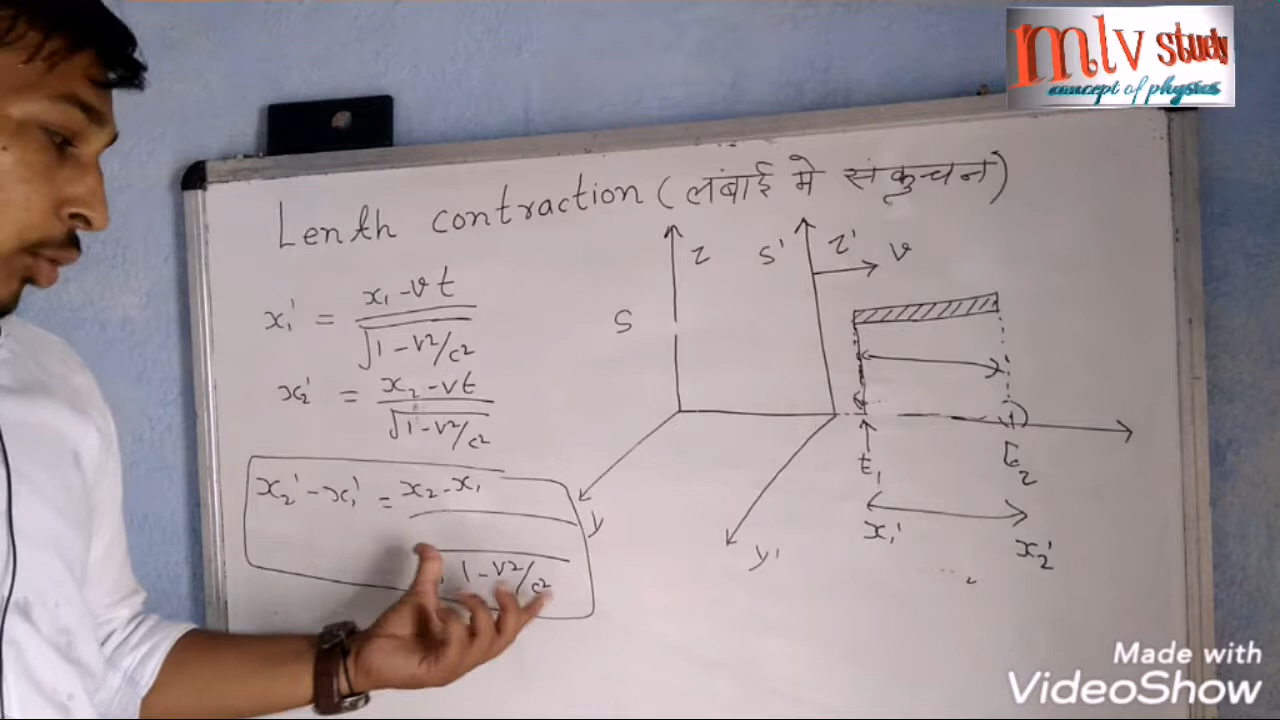 mlv study
concept of physics
Lenth contraction (लंबाई मे संकुचन)
x₁' = x₁ - vt / √1 - v²/c²
x₂' = x₂ - vt / √1 - v²/c²
x₂' - x₁' = x₂ - x₁ / 1 - v²/c²
S
z
S'
z'
v
y
y'
t₁
t₂
x₁'
x₂'
Made with
VideoShow